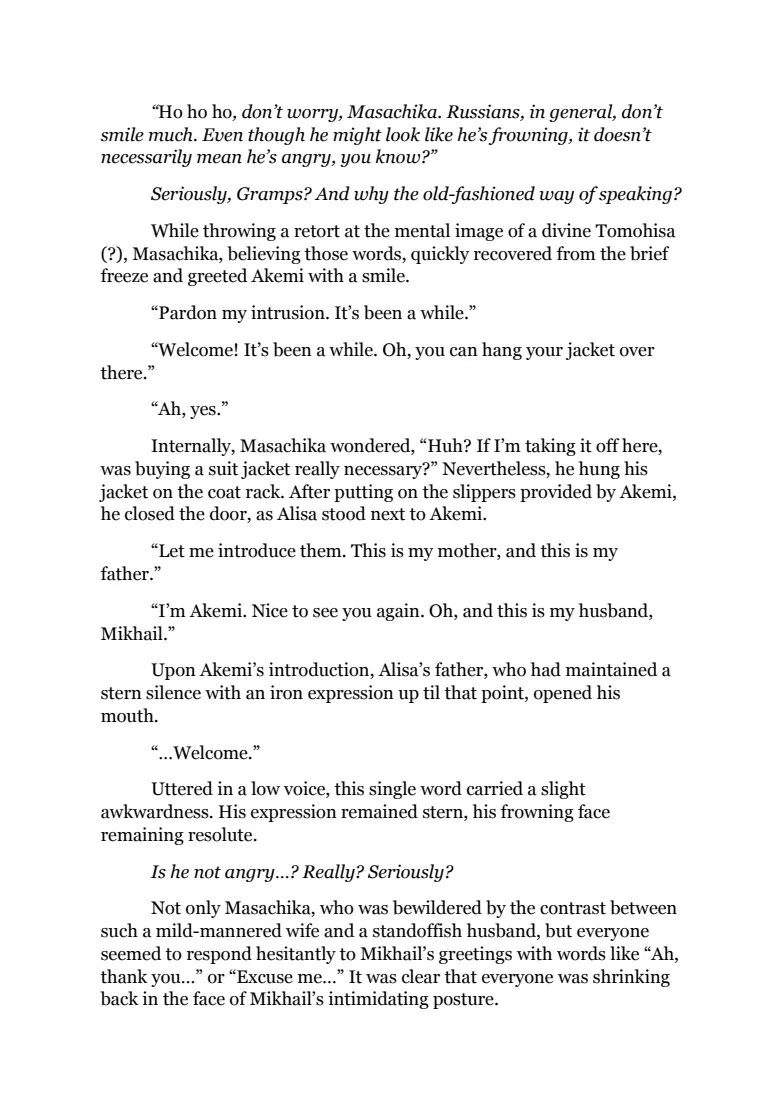 “Ho ho ho, don’t worry, Masachika. Russians, in general, don’t
smile much. Even though he might look like he’s frowning, it doesn’t
necessarily mean he’s angry, you know?”
Seriously, Gramps? And why the old-fashioned way of speaking?
While throwing a retort at the mental image of a divine Tomohisa
(?), Masachika, believing those words, quickly recovered from the brief
freeze and greeted Akemi with a smile.
“Pardon my intrusion. It’s been a while.”
“Welcome! It’s been a while. Oh, you can hang your jacket over
there.”
“Ah, yes.”
Internally, Masachika wondered, “Huh? If I’m taking it off here,
was buying a suit jacket really necessary?” Nevertheless, he hung his
jacket on the coat rack. After putting on the slippers provided by Akemi,
he closed the door, as Alisa stood next to Akemi.
“Let me introduce them. This is my mother, and this is my
father.”
“I’m Akemi. Nice to see you again. Oh, and this is my husband,
Mikhail.”
Upon Akemi’s introduction, Alisa’s father, who had maintained a
stern silence with an iron expression up til that point, opened his
mouth.
“…Welcome.”
Uttered in a low voice, this single word carried a slight
awkwardness. His expression remained stern, his frowning face
remaining resolute.
Is he not angry…? Really? Seriously?
Not only Masachika, who was bewildered by the contrast between
such a mild-mannered wife and a standoffish husband, but everyone
seemed to respond hesitantly to Mikhail’s greetings with words like “Ah,
thank you…” or “Excuse me…” It was clear that everyone was shrinking
back in the face of Mikhail’s intimidating posture.